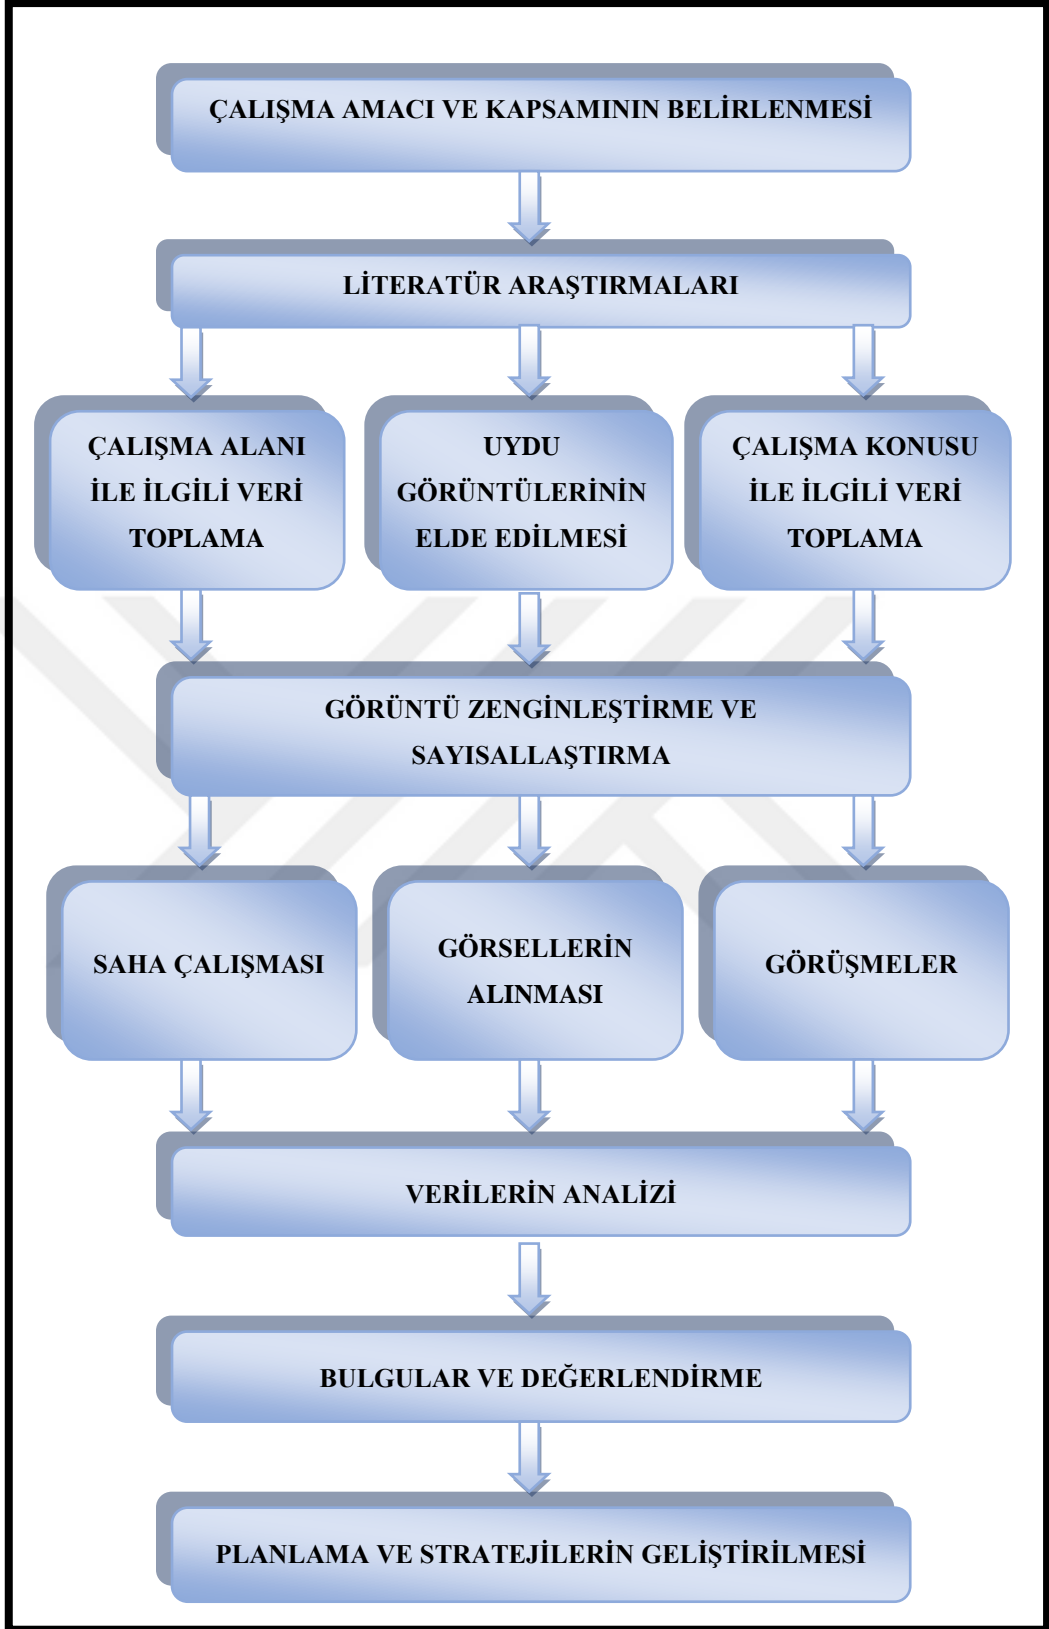 ÇALIŞMA AMACI VE KAPSAMININ BELİRLENMESİ
LİTERATÜR ARAŞTIRMALARI
ÇALIŞMA ALANI
İLE İLGİLİ VERİ
TOPLAMA
UYDU
GÖRÜNTÜLERİNİN
ELDE EDİLMESİ
ÇALIŞMA KONUSU
İLE İLGİLİ VERİ
TOPLAMA
GÖRÜNTÜ ZENGİNLEŞTİRME VE
SAYISALLAŞTIRMA
SAHA ÇALIŞMASI
GÖRSELLERİN
ALINMASI
GÖRÜŞMELER
VERİLERİN ANALİZİ
BULGULAR VE DEĞERLENDİRME
PLANLAMA VE STRATEJİLERİN GELİŞTİRİLMESİ